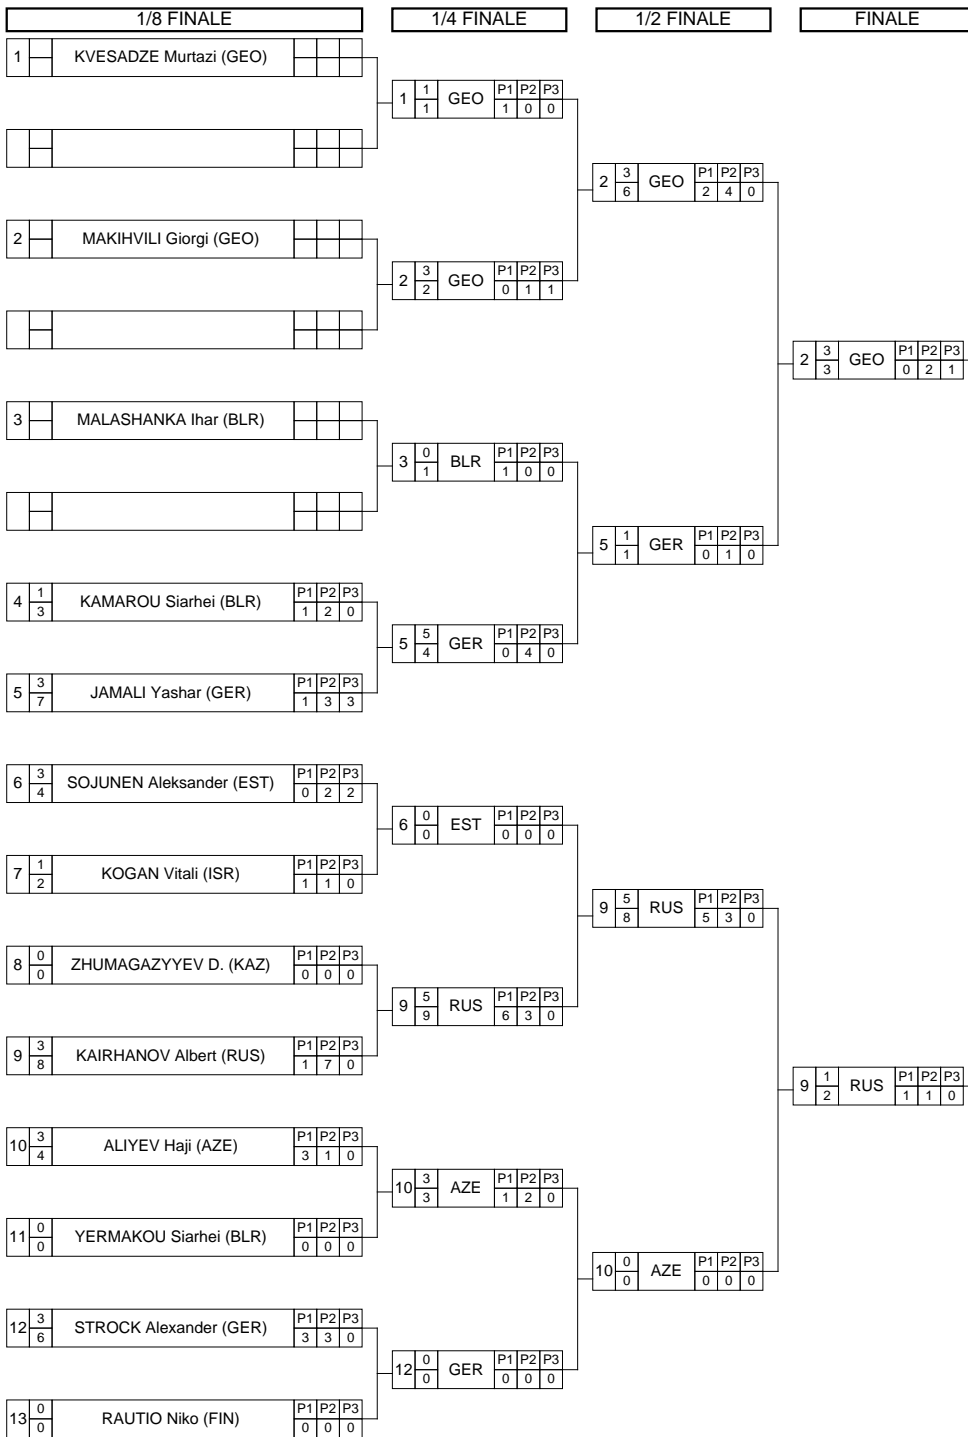 1/8 FINALE 1/4 FINALE 1/2 FINALE FINALE
1 KVESADZE Murtazi (GEO)
1 1 1 GEO P1 P2 P3 1 0 0
2 3 6 GEO P1 P2 P3 2 4 0
2 MAKIHVILI Giorgi (GEO)
2 3 2 GEO P1 P2 P3 0 1 1
2 3 3 GEO P1 P2 P3 0 2 1
3 MALASHANKA Ihar (BLR)
3 0 1 BLR P1 P2 P3 1 0 0
5 1 1 GER P1 P2 P3 0 1 0
4 1 3 KAMAROU Siarhei (BLR) P1 P2 P3 1 2 0
5 5 4 GER P1 P2 P3 0 4 0
5 3 7 JAMALI Yashar (GER) P1 P2 P3 1 3 3
6 3 4 SOJUNEN Aleksander (EST) P1 P2 P3 0 2 2
6 0 0 EST P1 P2 P3 0 0 0
7 1 2 KOGAN Vitali (ISR) P1 P2 P3 1 1 0
9 5 8 RUS P1 P2 P3 5 3 0
8 0 0 ZHUMAGAZYYEV D. (KAZ) P1 P2 P3 0 0 0
9 5 9 RUS P1 P2 P3 6 3 0
9 3 8 KAIRHANOV Albert (RUS) P1 P2 P3 1 7 0
9 1 2 RUS P1 P2 P3 1 1 0
10 3 4 ALIYEV Haji (AZE) P1 P2 P3 3 1 0
10 3 3 AZE P1 P2 P3 1 2 0
11 0 0 YERMAKOU Siarhei (BLR) P1 P2 P3 0 0 0
10 0 0 AZE P1 P2 P3 0 0 0
12 3 6 STROCK Alexander (GER) P1 P2 P3 3 3 0
12 0 0 GER P1 P2 P3 0 0 0
13 0 0 RAUTIO Niko (FIN) P1 P2 P3 0 0 0